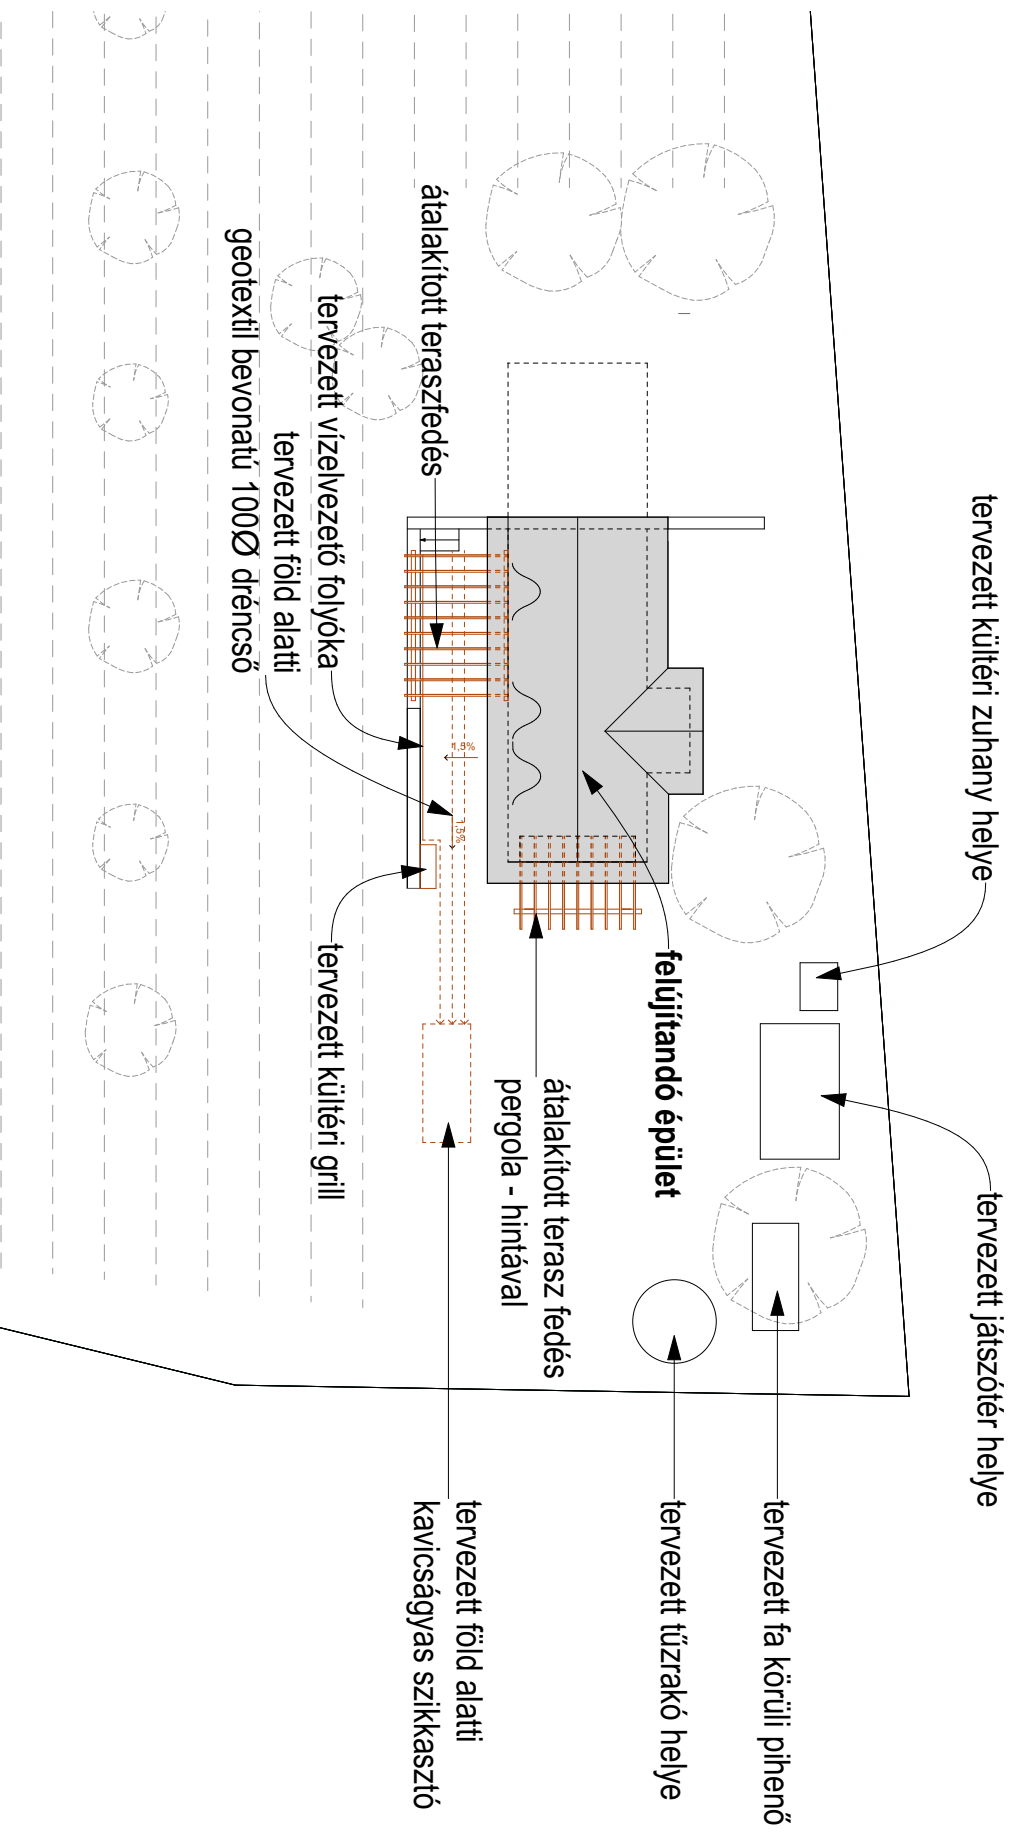 tervezett kültéri zuhany helye
tervezett játszótér helye
tervezett fa körüli pihenő
tervezett tűzrakó helye
felújítandó épület
átalakított terasz fedés
pergola - hintával
tervezett föld alatti
kavicságyas szikkasztó
átalakított teraszfedés
1,5%
1,5%
tervezett vízelvezető folyóka
tervezett kültéri grill
tervezett föld alatti
geotextil bevonatú 100Ø dréncső